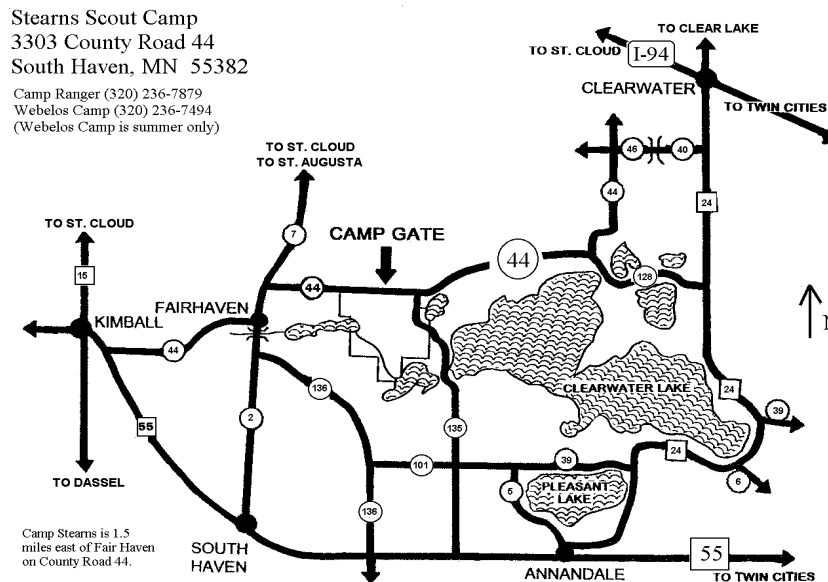 Stearns Scout Camp
3303 County Road 44
South Haven, MN  55382
Camp Ranger (320) 236-7879
Webelos Camp (320) 236-7494
(Webelos Camp is summer only)
TO CLEAR LAKE
TO ST. CLOUD
I-94
CLEARWATER
TO TWIN CITIES
46
40
44
24
TO ST. CLOUD
TO ST. AUGUSTA
7
CAMP GATE
44
128
TO ST. CLOUD
15
44
FAIRHAVEN
KIMBALL
44
N
136
CLEARWATER LAKE
24
39
55
2
135
24
101
39
6
TO DASSEL
5
PLEASANT
LAKE
136
Camp Stearns is 1.5
miles east of Fair Haven
on County Road 44.
SOUTH
HAVEN
ANNANDALE
55
TO TWIN CITIES